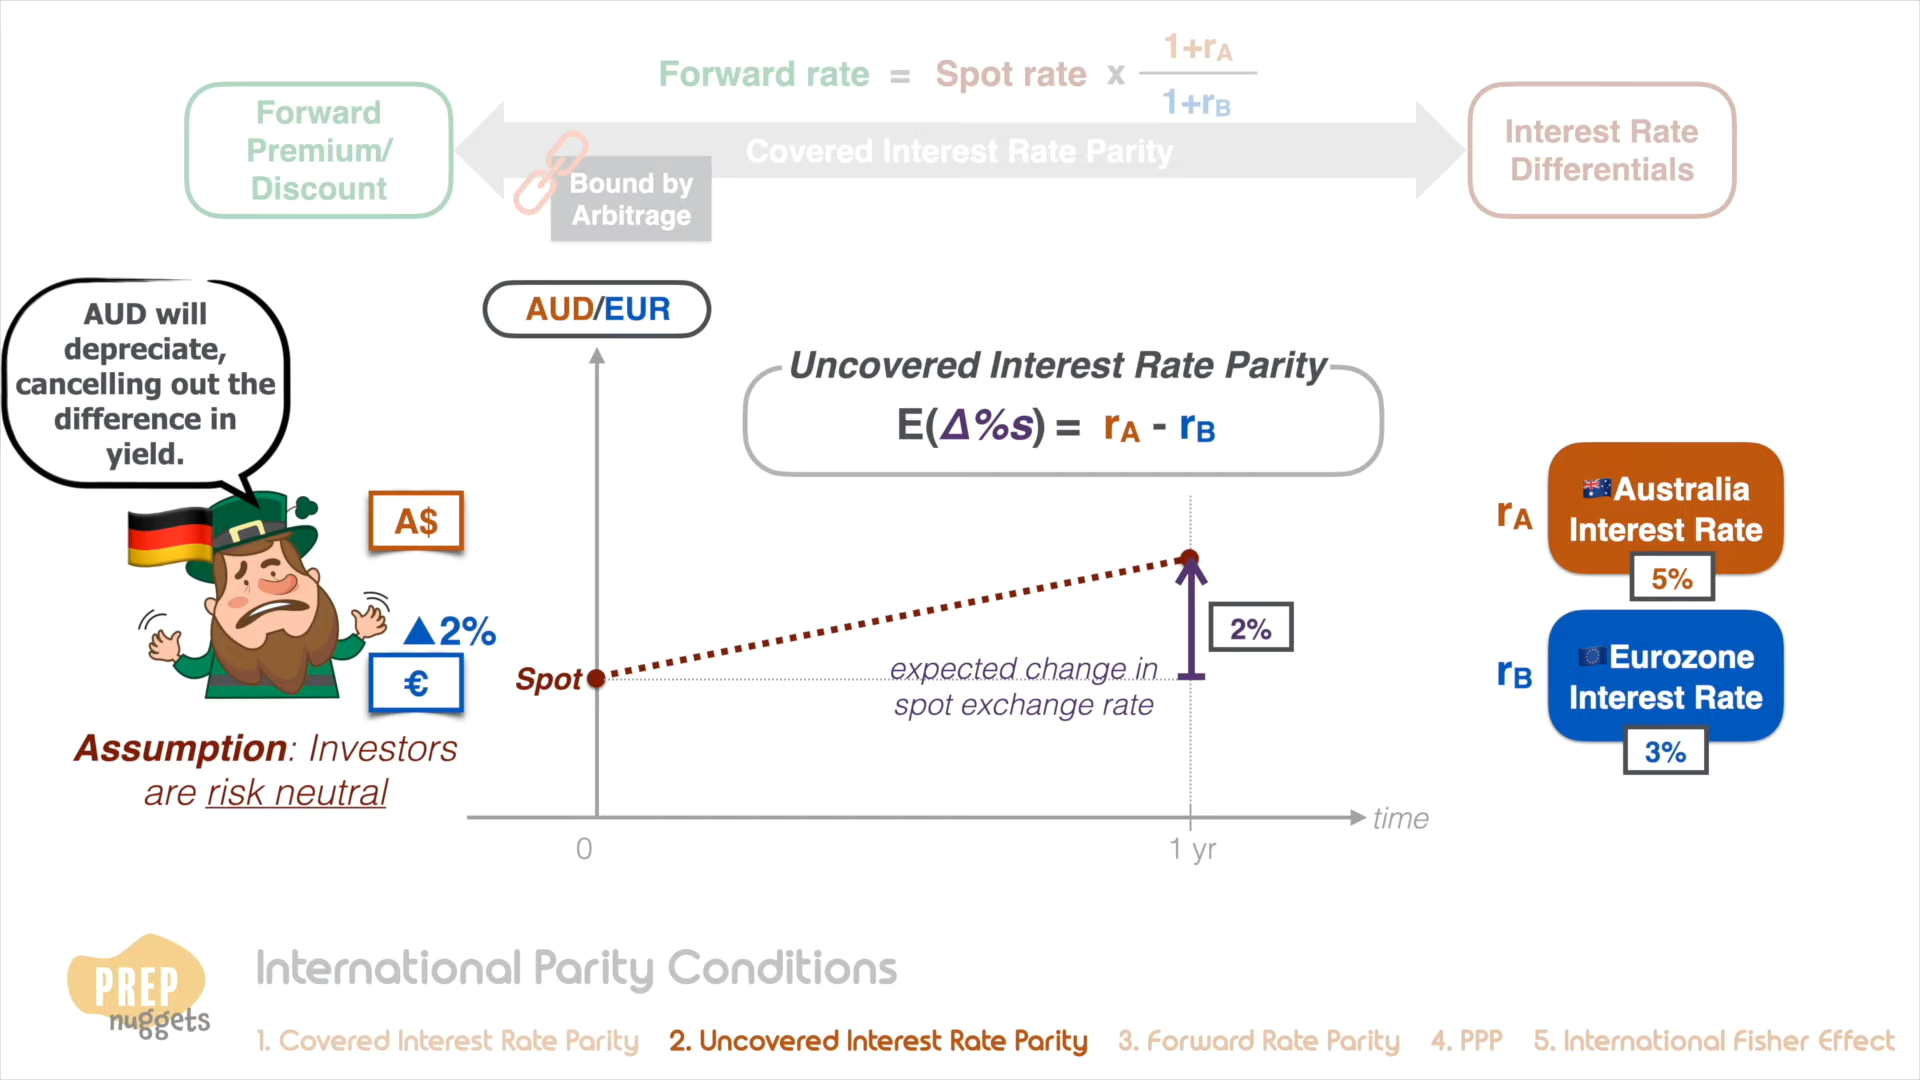 Forward rate = Spot rate x 1+rA
1+rB
Forward
Premium/
Discount
Covered Interest Rate Parity
Interest Rate
Differentials
Bound by
Arbitrage
AUD will
depreciate,
cancelling out the
difference in
yield.
AUD/EUR
Uncovered Interest Rate Parity
E(Δ%s) = rA - rB
A$
▲2%
€
Assumption: Investors
are risk neutral
Spot
expected change in
spot exchange rate
2%
0
1 yr
time
rA
Australia
Interest Rate
5%
rB
Eurozone
Interest Rate
3%
PREP
nuggets
International Parity Conditions
1. Covered Interest Rate Parity 2. Uncovered Interest Rate Parity 3. Forward Rate Parity 4. PPP 5. International Fisher Effect